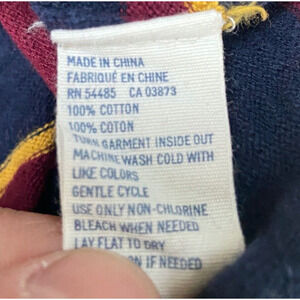 MADE IN CHINA
FABRIQUÉ EN CHINE
RN 54485 CA 03873
100% COTTON
100% COTON
TURN GARMENT INSIDE OUT
MACHINE WASH COLD WITH
LIKE COLORS
GENTLE CYCLE
USE ONLY NON-CHLORINE
BLEACH WHEN NEEDED
LAY FLAT TO DRY
IF NEEDED